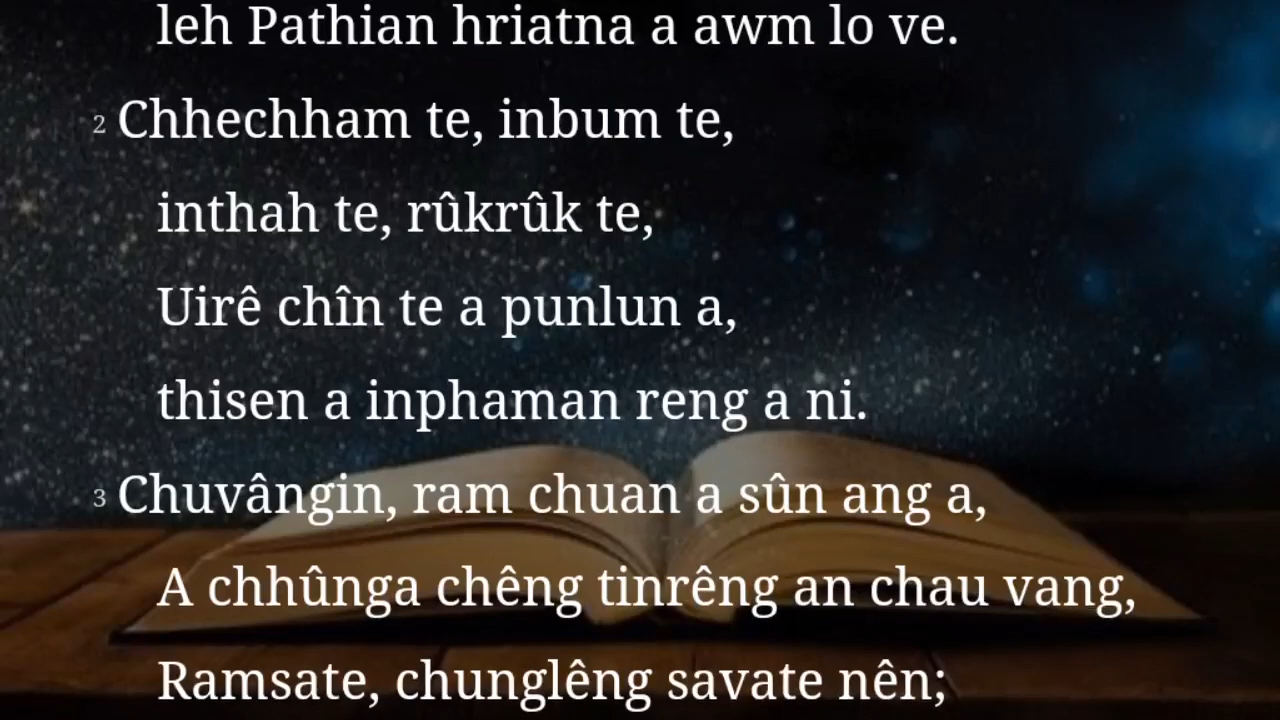 leh Pathian hriatna a awm lo ve.
2 Chhechham te, inbum te,
inthah te, rûkrûk te,
Uirê chîn te a punlun a,
thisen a inphaman reng a ni.
3 Chuvângin, ram chuan a sûn ang a,
A chhûnga chêng tinrêng an chau vang,
Ramsate, chunglêng savate nên;